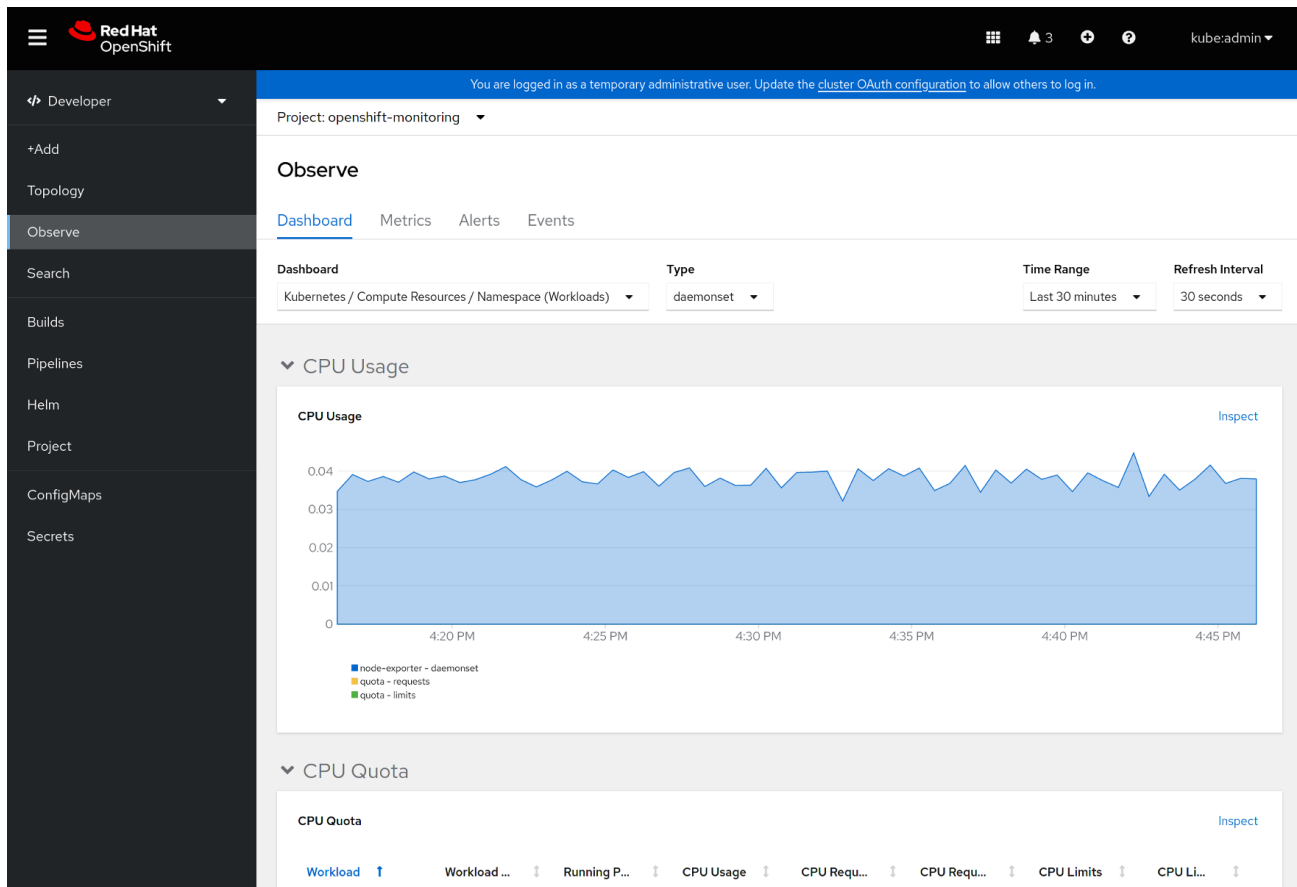 Red Hat
OpenShift
3
kube:admin
Developer
+Add
Topology
Observe
Search
Builds
Pipelines
Helm
Project
ConfigMaps
Secrets
You are logged in as a temporary administrative user. Update the cluster OAuth configuration to allow others to log in.
Project: openshift-monitoring
Observe
Dashboard Metrics Alerts Events
Dashboard Type Time Range Refresh Interval
Kubernetes / Compute Resources / Namespace (Workloads) daemonset Last 30 minutes 30 seconds
CPU Usage
CPU Usage Inspect
0.04
0.03
0.02
0.01
0
4:20 PM 4:25 PM 4:30 PM 4:35 PM 4:40 PM 4:45 PM
node-exporter - daemonset
quota - requests
quota - limits
CPU Quota
CPU Quota Inspect
Workload Workload ... Running P... CPU Usage CPU Requ... CPU Requ... CPU Limits CPU Li...